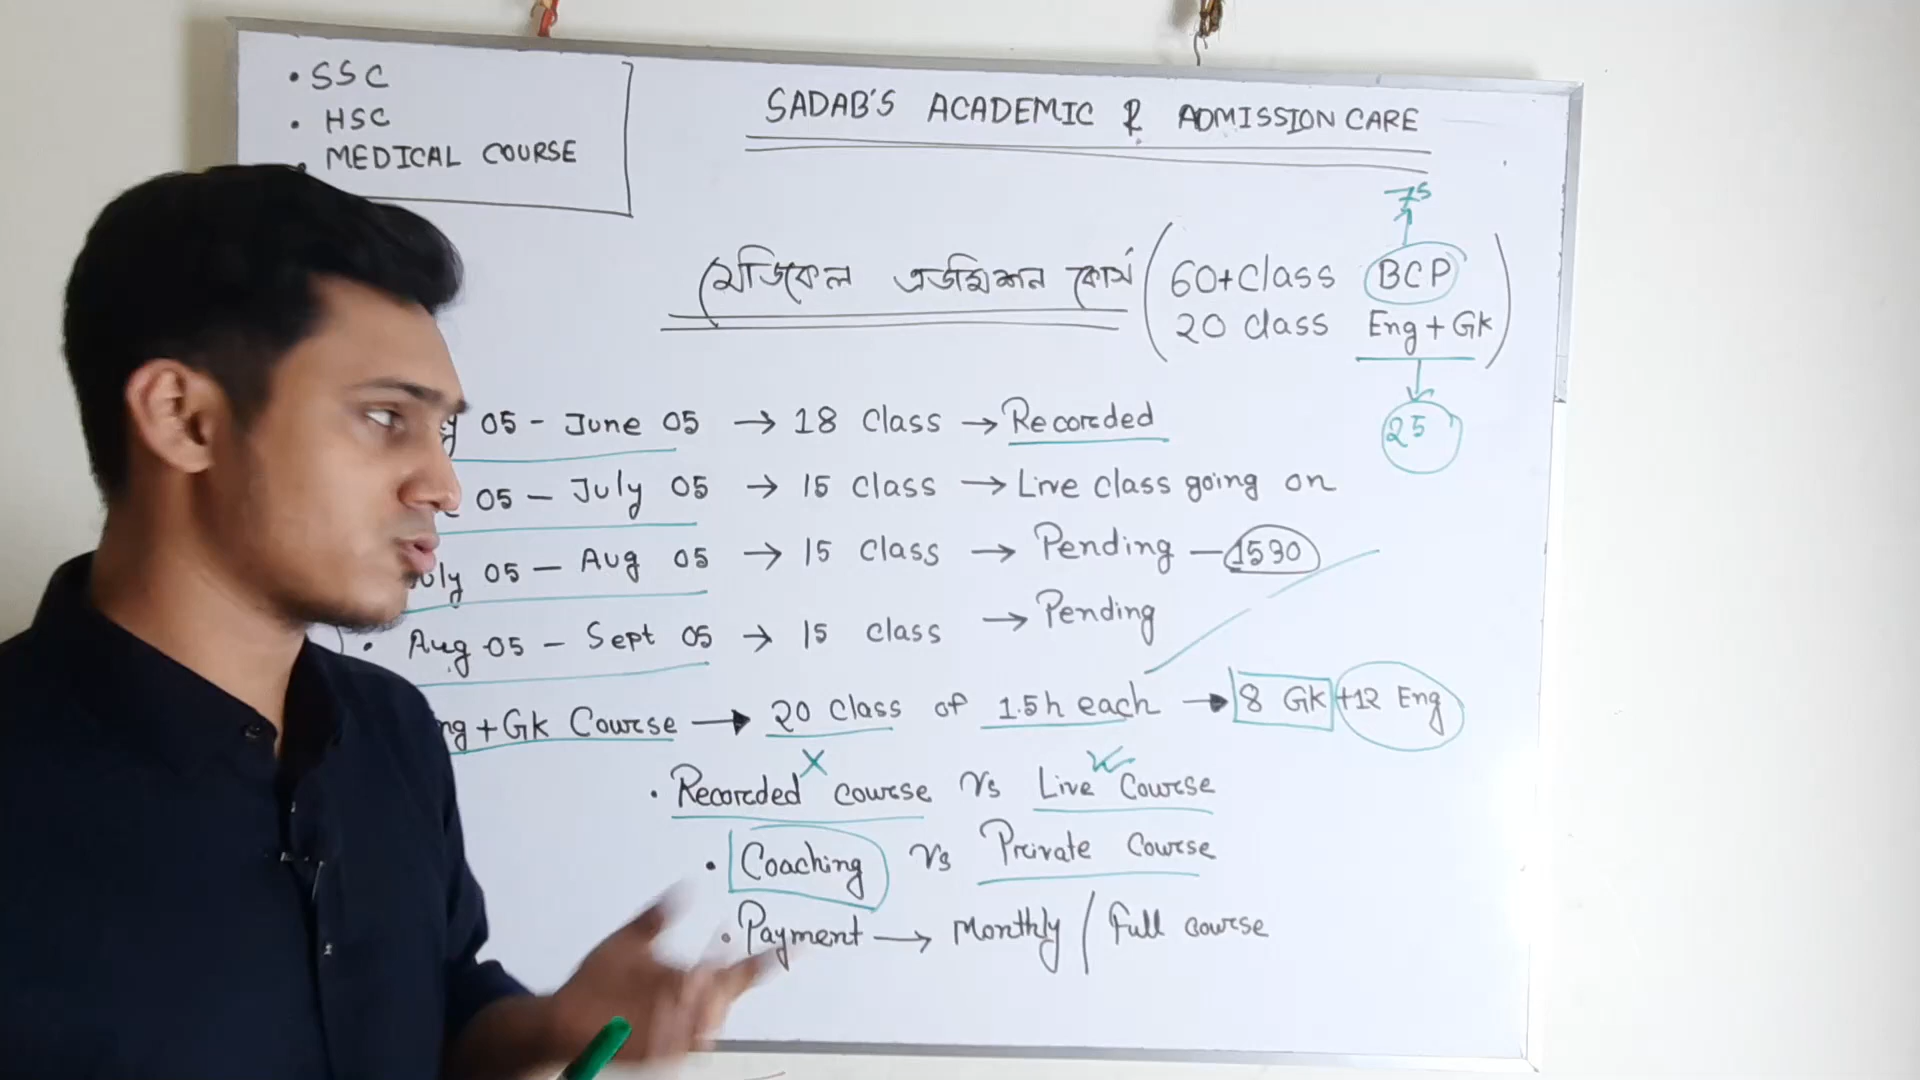 • SSC
• HSC
• MEDICAL COURSE
SADAB'S ACADEMIC & ADMISSION CARE
75
মেডিকেল এডমিশন কোর্স (60+ class BCP
20 class Eng + Gk)
25
05 - June 05 → 18 class → Recorded
05 - July 05 → 15 class → Live class going on
uly 05 - Aug 05 → 15 class → Pending - 1530
• Aug 05 - Sept 05 → 15 class → Pending
ng + Gk Course → 20 class of 1.5h each → 8 Gk + 12 Eng
• Recorded course vs Live course
• Coaching vs Private course
• Payment → Monthly / Full course